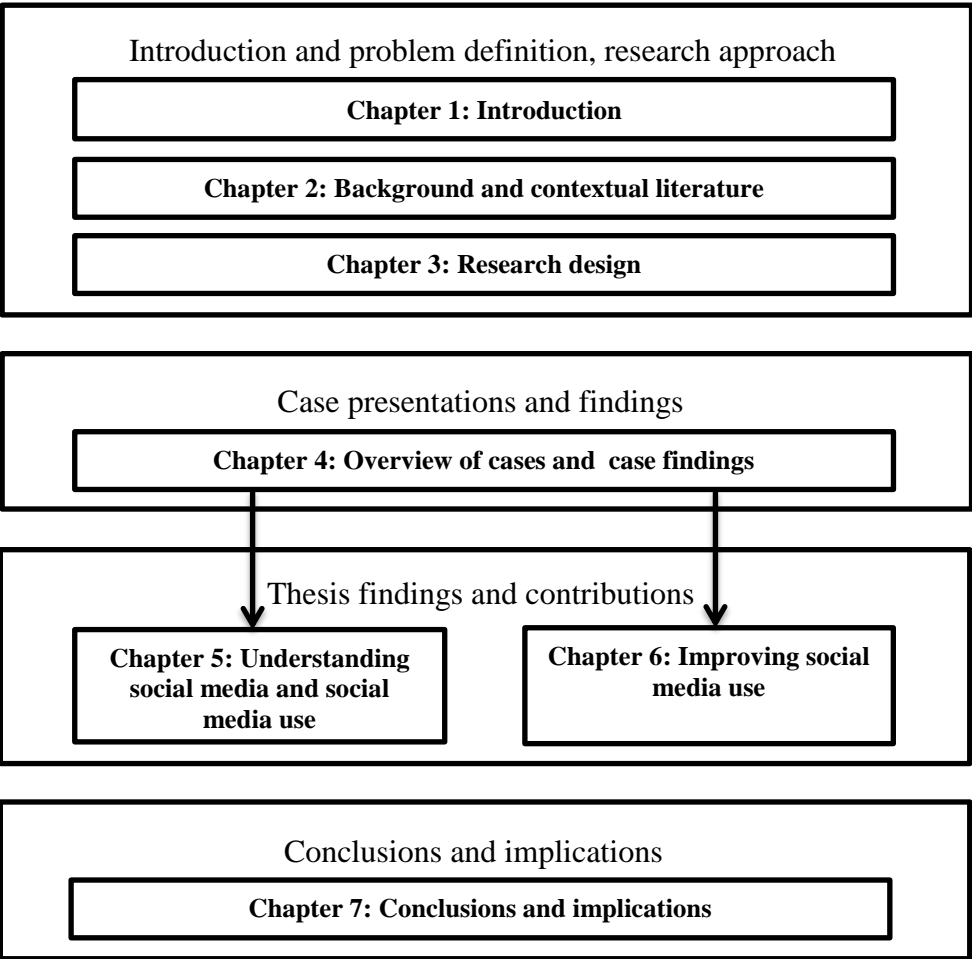 Introduction and problem definition, research approach
Chapter 1: Introduction
Chapter 2: Background and contextual literature
Chapter 3: Research design
Case presentations and findings
Chapter 4: Overview of cases and  case findings
Thesis findings and contributions
Chapter 5: Understanding
social media and social
media use
Chapter 6: Improving social
media use
Conclusions and implications
Chapter 7: Conclusions and implications